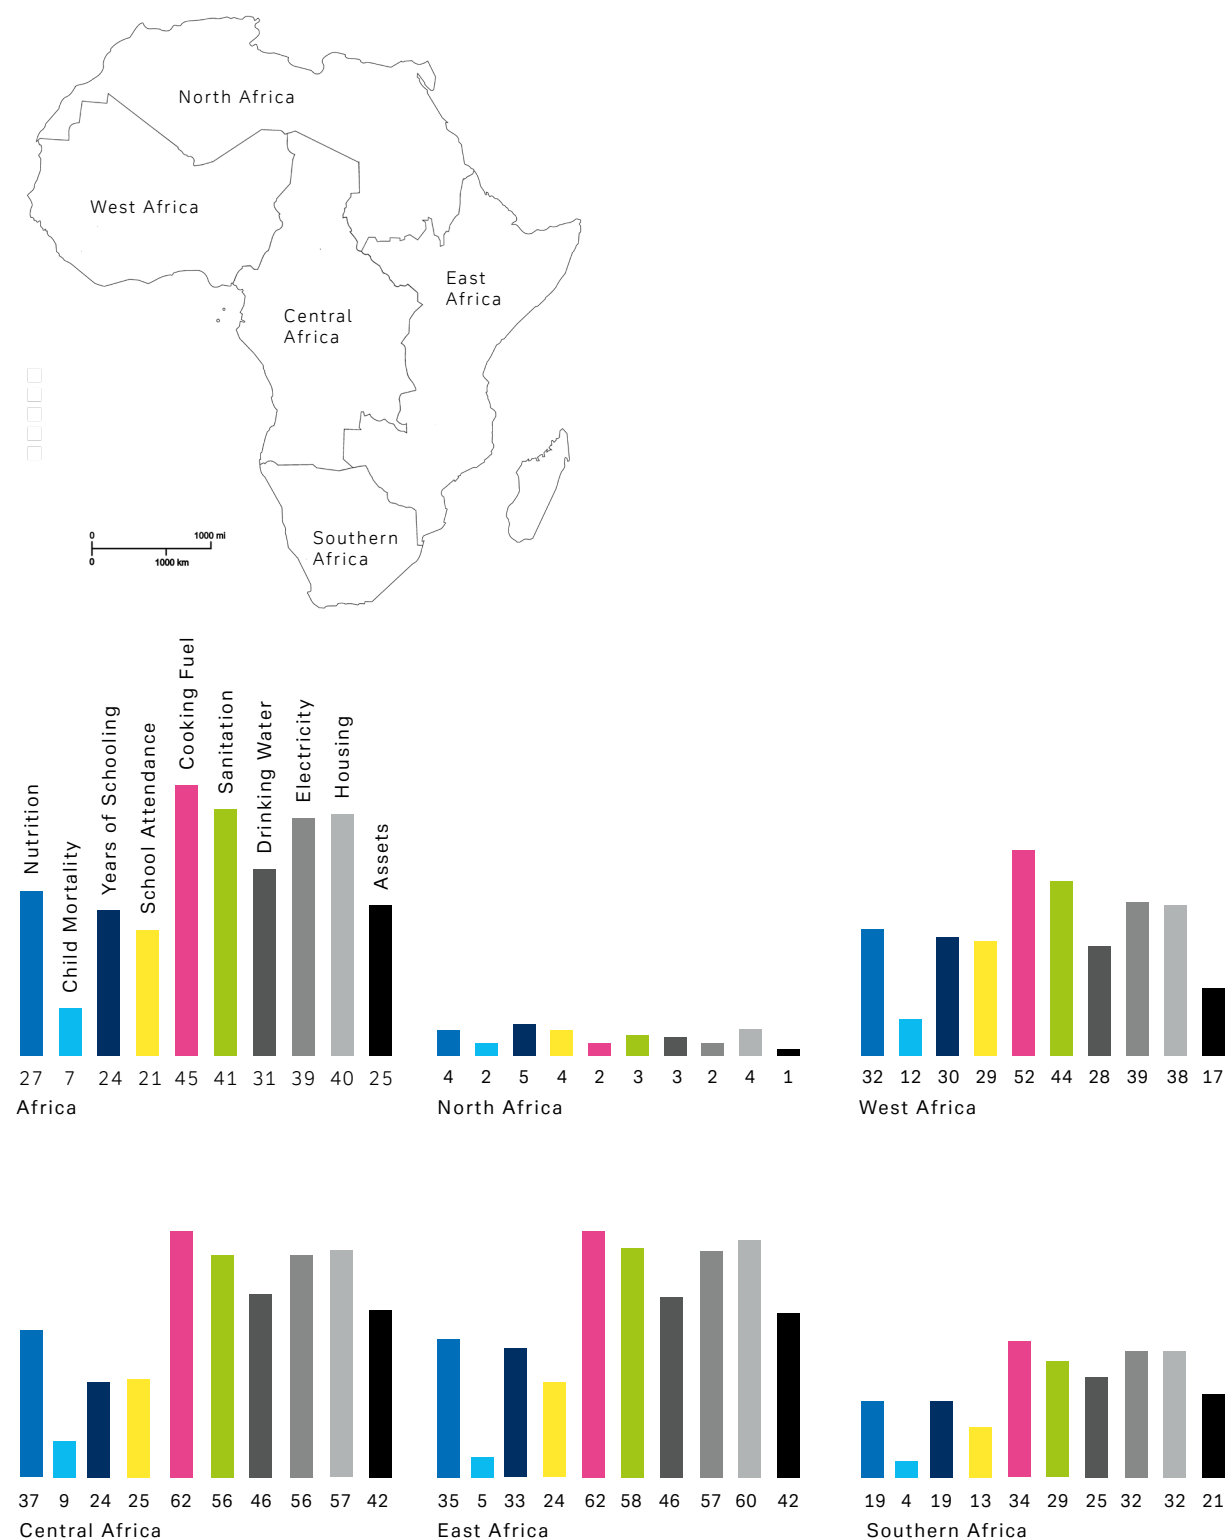 North Africa
West Africa
East
Africa
Central
Africa
Southern
Africa
0 1000 mi
0 1000 km
Nutrition
Child Mortality
Years of Schooling
School Attendance
Cooking Fuel
Sanitation
Drinking Water
Electricity
Housing
Assets
27 7 24 21 45 41 31 39 40 25
Africa
4 2 5 4 2 3 3 2 4 1
North Africa
32 12 30 29 52 44 28 39 38 17
West Africa
37 9 24 25 62 56 46 56 57 42
Central Africa
35 5 33 24 62 58 46 57 60 42
East Africa
19 4 19 13 34 29 25 32 32 21
Southern Africa